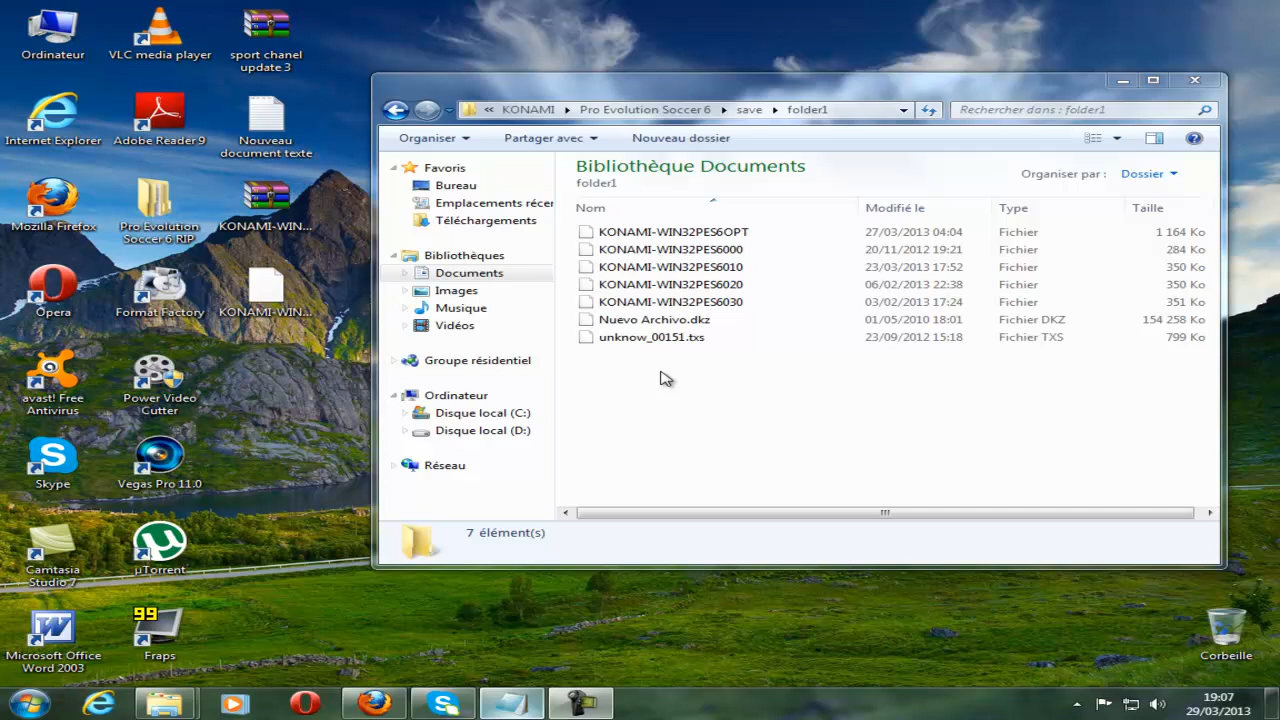 Ordinateur
VLC media player
sport chanel
update 3
Internet Explorer
Adobe Reader 9
Nouveau
document texte
Mozilla Firefox
Pro Evolution
Soccer 6 RIP
KONAMI-WIN...
Opera
Format Factory
KONAMI-WIN...
avast! Free
Antivirus
Power Video
Cutter
Skype
Vegas Pro 11.0
Camtasia
Studio 7
µTorrent
99
Microsoft Office
Word 2003
Fraps
« KONAMI Pro Evolution Soccer 6 save folder1
Rechercher dans : folder1
Organiser Partager avec Nouveau dossier
Favoris
Bureau
Emplacements récer
Téléchargements
Bibliothèques
Documents
Images
Musique
Vidéos
Groupe résidentiel
Ordinateur
Disque local (C:)
Disque local (D:)
Réseau
Bibliothèque Documents
folder1
Organiser par : Dossier
Nom Modifié le Type Taille
KONAMI-WIN32PES6OPT 27/03/2013 04:04 Fichier 1 164 Ko
KONAMI-WIN32PES6000 20/11/2012 19:21 Fichier 284 Ko
KONAMI-WIN32PES6010 23/03/2013 17:52 Fichier 350 Ko
KONAMI-WIN32PES6020 06/02/2013 22:38 Fichier 350 Ko
KONAMI-WIN32PES6030 03/02/2013 17:24 Fichier 351 Ko
Nuevo Archivo.dkz 01/05/2010 18:01 Fichier DKZ 154 258 Ko
unknow_00151.txs 23/09/2012 15:18 Fichier TXS 799 Ko
7 élément(s)
Corbeille
19:07
29/03/2013